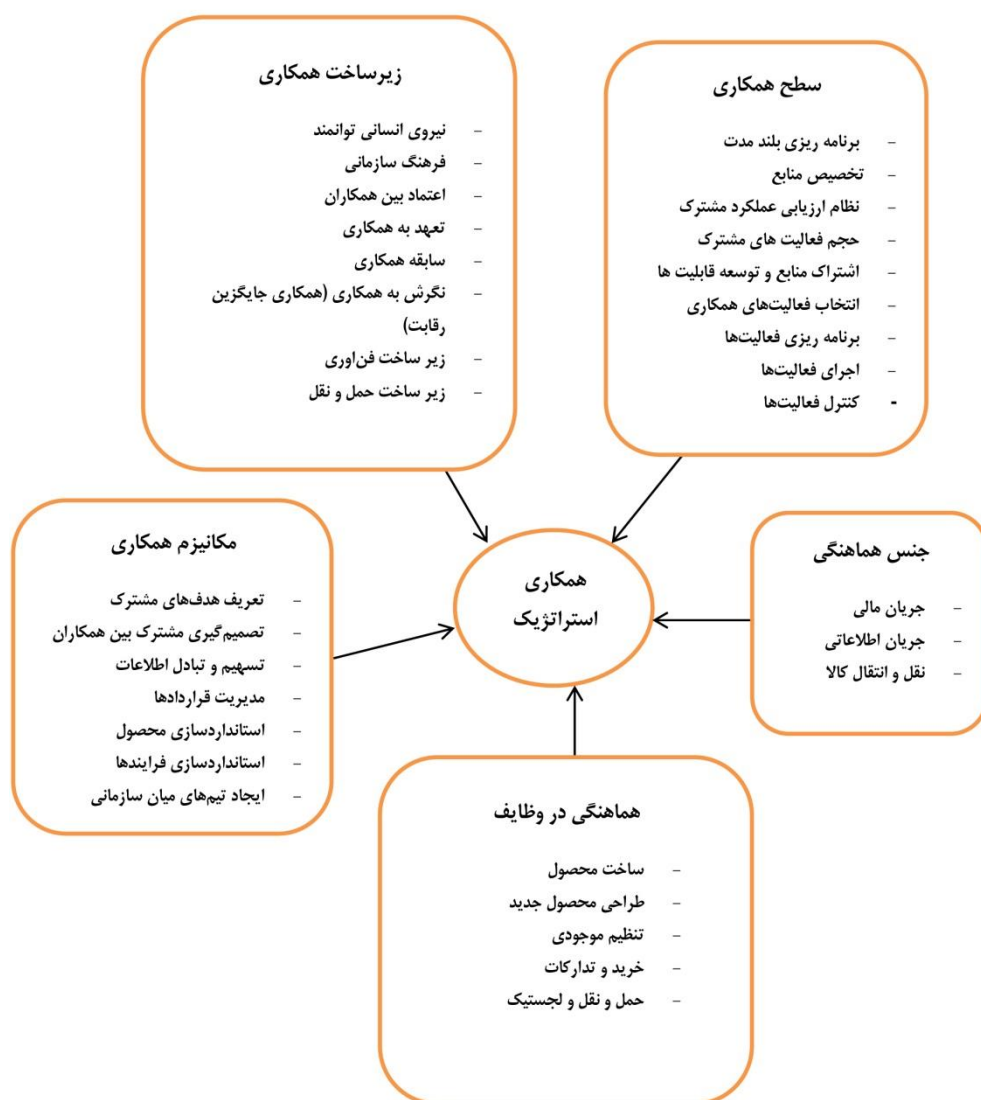 سطح همکاری
- برنامه ریزی بلند مدت
- تخصیص منابع
- نظام ارزیابی عملکرد مشترک
- حجم فعالیت های مشترک
- اشتراک منابع و توسعه قابلیت ها
- انتخاب فعالیت‌های همکاری
- برنامه ریزی فعالیت‌ها
- اجرای فعالیت‌ها
- کنترل فعالیت‌ها
زیرساخت همکاری
- نیروی انسانی توانمند
- فرهنگ سازمانی
- اعتماد بین همکاران
- تعهد به همکاری
- سابقه همکاری
- نگرش به همکاری (همکاری جایگزین
رقابت)
- زیر ساخت فن‌اوری
- زیر ساخت حمل و نقل
جنس هماهنگی
- جریان مالی
- جریان اطلاعاتی
- نقل و انتقال کالا
همکاری
استراتژیک
مکانیزم همکاری
- تعریف هدف‌های مشترک
- تصمیم‌گیری مشترک بین همکاران
- تسهیم و تبادل اطلاعات
- مدیریت قراردادها
- استانداردسازی محصول
- استانداردسازی فرایندها
- ایجاد تیم‌های میان سازمانی
هماهنگی در وظایف
- ساخت محصول
- طراحی محصول جدید
- تنظیم موجودی
- خرید و تدارکات
- حمل و نقل و لجستیک